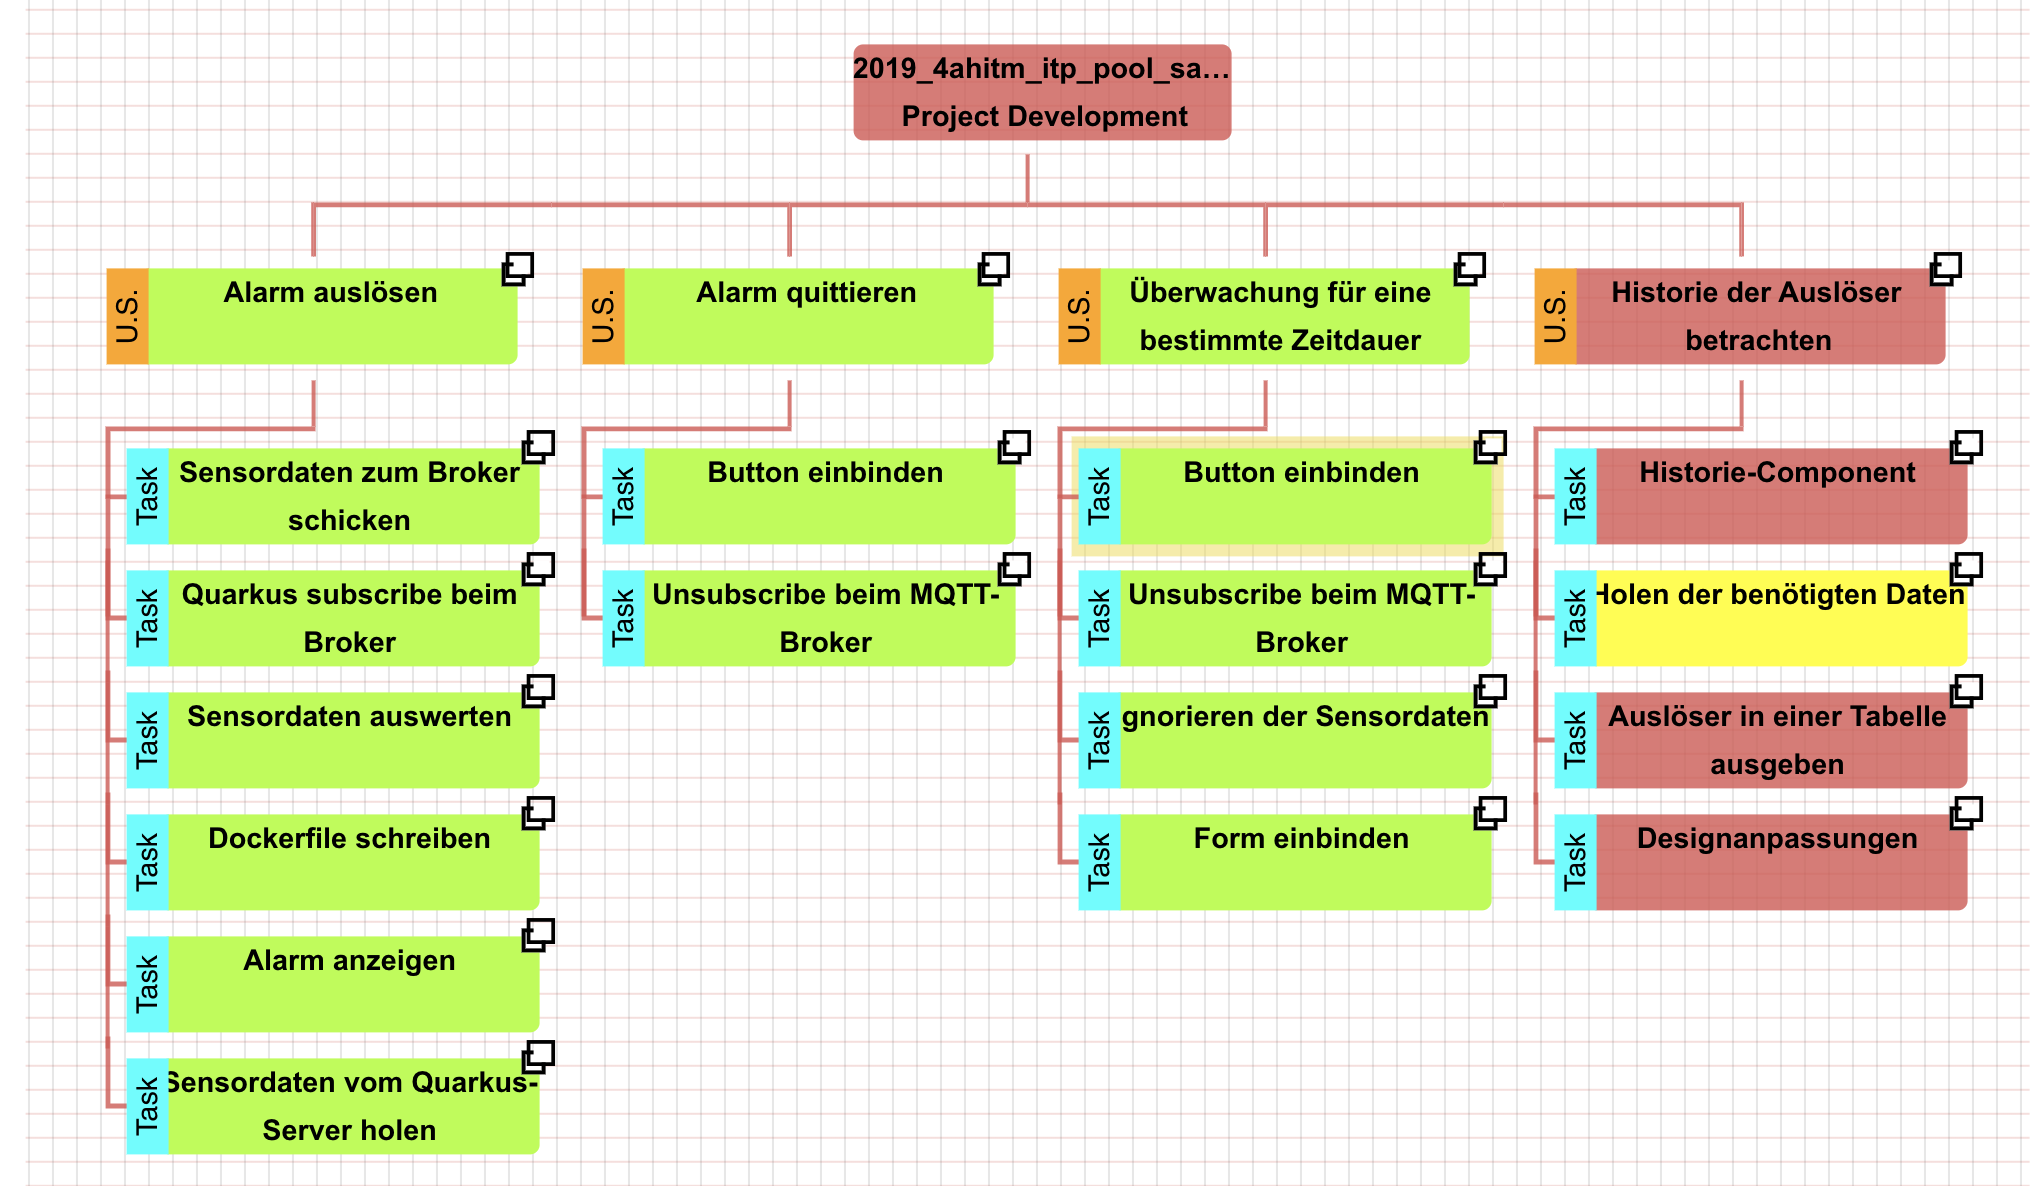 2019_4ahitm_itp_pool_sa...
Project Development
U.S.
Alarm auslösen
U.S.
Alarm quittieren
U.S.
Überwachung für eine
bestimmte Zeitdauer
U.S.
Historie der Auslöser
betrachten
Task
Sensordaten zum Broker
schicken
Task
Quarkus subscribe beim
Broker
Task
Sensordaten auswerten
Task
Dockerfile schreiben
Task
Alarm anzeigen
Task
Sensordaten vom Quarkus-
Server holen
Task
Button einbinden
Task
Unsubscribe beim MQTT-
Broker
Task
Button einbinden
Task
Unsubscribe beim MQTT-
Broker
Task
gnorieren der Sensordaten
Task
Form einbinden
Task
Historie-Component
Task
Holen der benötigten Daten
Task
Auslöser in einer Tabelle
ausgeben
Task
Designanpassungen